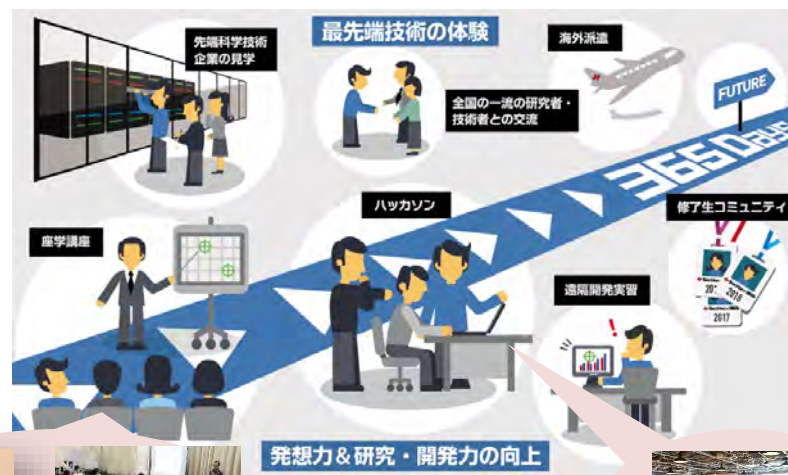 最先端技術の体験
先端科学技術
企業の見学
海外派遣
全国の一流の研究者・
技術者との交流
FUTURE
365Days
ハッカソン
修了生コミュニティ
座学講座
遠隔開発実習
2018
2017
発想力&研究・開発力の向上